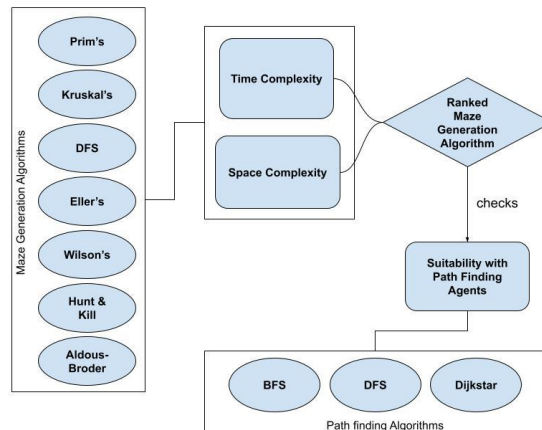 Maze Generation Algorithms
Prim's
Kruskal's
DFS
Eller's
Wilson's
Hunt &
Kill
Aldous-
Broder
Time Complexity
Space Complexity
Ranked
Maze
Generation
Algorithm
checks
Suitability with
Path Finding
Agents
BFS
DFS
Dijkstar
Path finding Algorithms